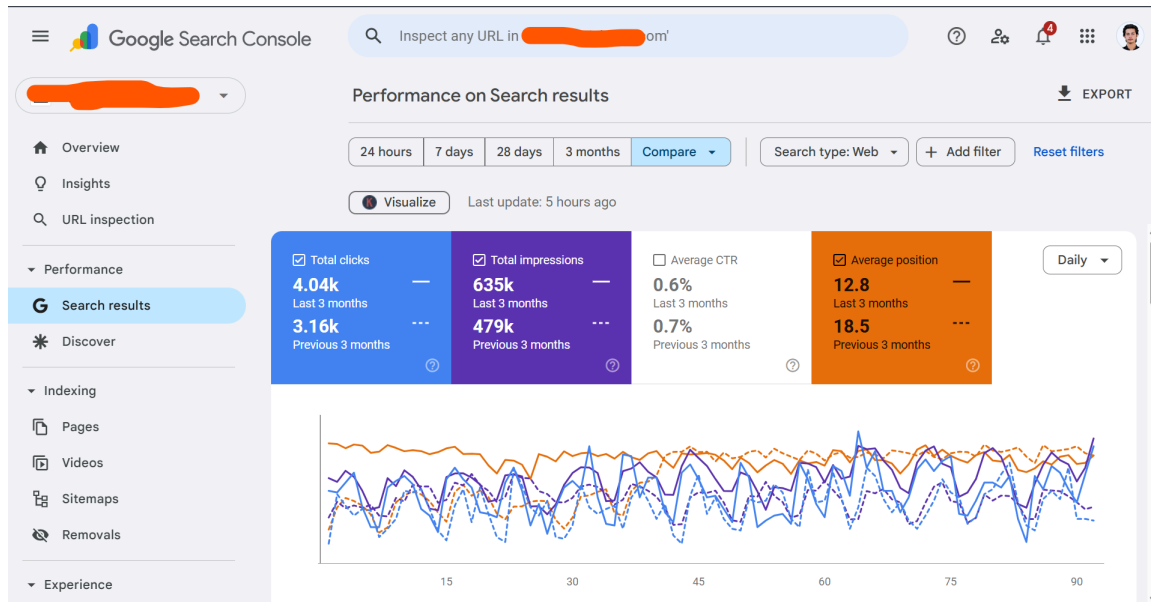 Google Search Console
Inspect any URL in om'
4
Performance on Search results
EXPORT
Overview
Insights
URL inspection
Performance
Search results
Discover
Indexing
Pages
Videos
Sitemaps
Removals
Experience
24 hours
7 days
28 days
3 months
Compare
Search type: Web
+ Add filter
Reset filters
K Visualize
Last update: 5 hours ago
Total clicks
4.04k
Last 3 months
3.16k
Previous 3 months
Total impressions
635k
Last 3 months
479k
Previous 3 months
Average CTR
0.6%
Last 3 months
0.7%
Previous 3 months
Average position
12.8
Last 3 months
18.5
Previous 3 months
Daily
15 30 45 60 75 90